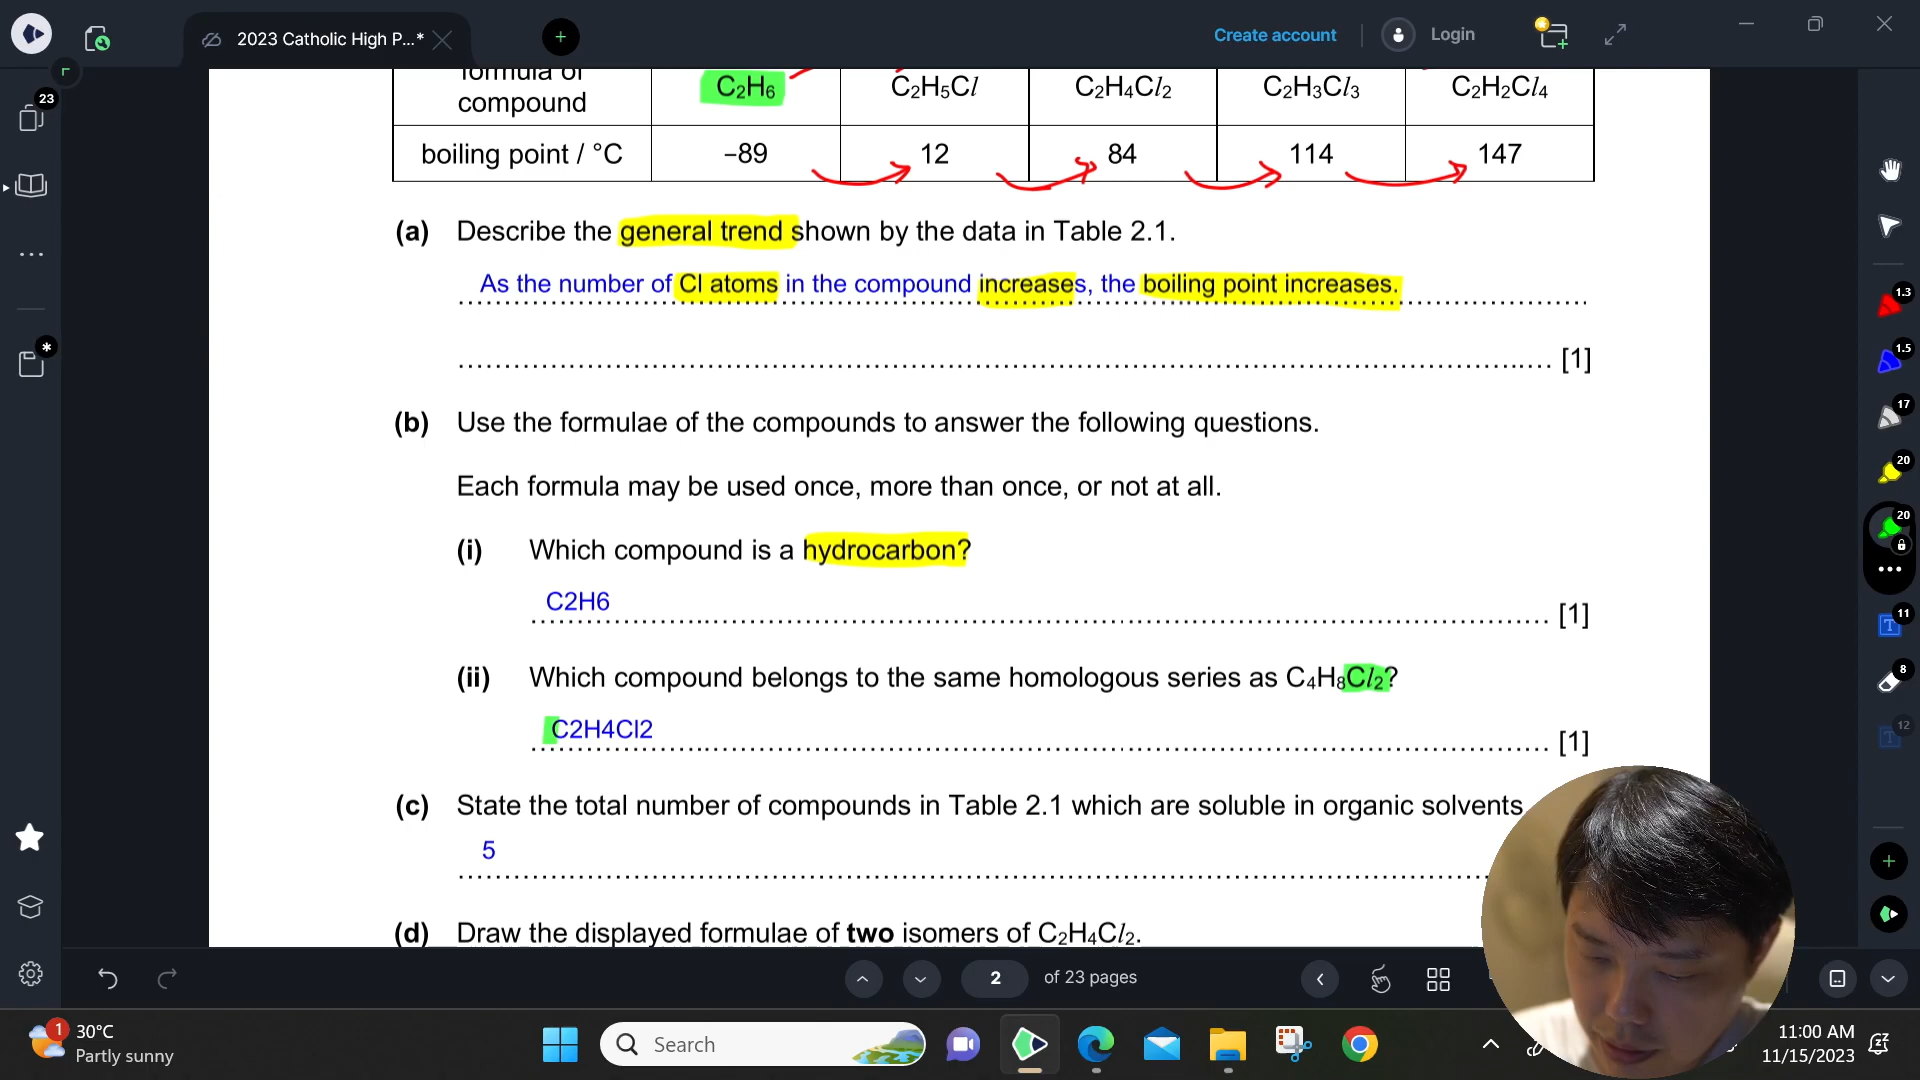 2023 Catholic High P...*
Create account
Login
23
formula of
compound
C₂H₆
C₂H₅Cl
C₂H₄Cl₂
C₂H₃Cl₃
C₂H₂Cl₄
boiling point / °C
−89
12
84
114
147
(a) Describe the general trend shown by the data in Table 2.1.
As the number of Cl atoms in the compound increases, the boiling point increases.
[1]
(b) Use the formulae of the compounds to answer the following questions.
Each formula may be used once, more than once, or not at all.
(i) Which compound is a hydrocarbon?
C2H6
[1]
(ii) Which compound belongs to the same homologous series as C₄H₈Cl₂?
C2H4Cl2
[1]
(c) State the total number of compounds in Table 2.1 which are soluble in organic solvents
5
(d) Draw the displayed formulae of two isomers of C₂H₄Cl₂.
1.3
1.5
17
20
20
11
8
12
2
of 23 pages
1
30°C
Partly sunny
Search
11:00 AM
11/15/2023